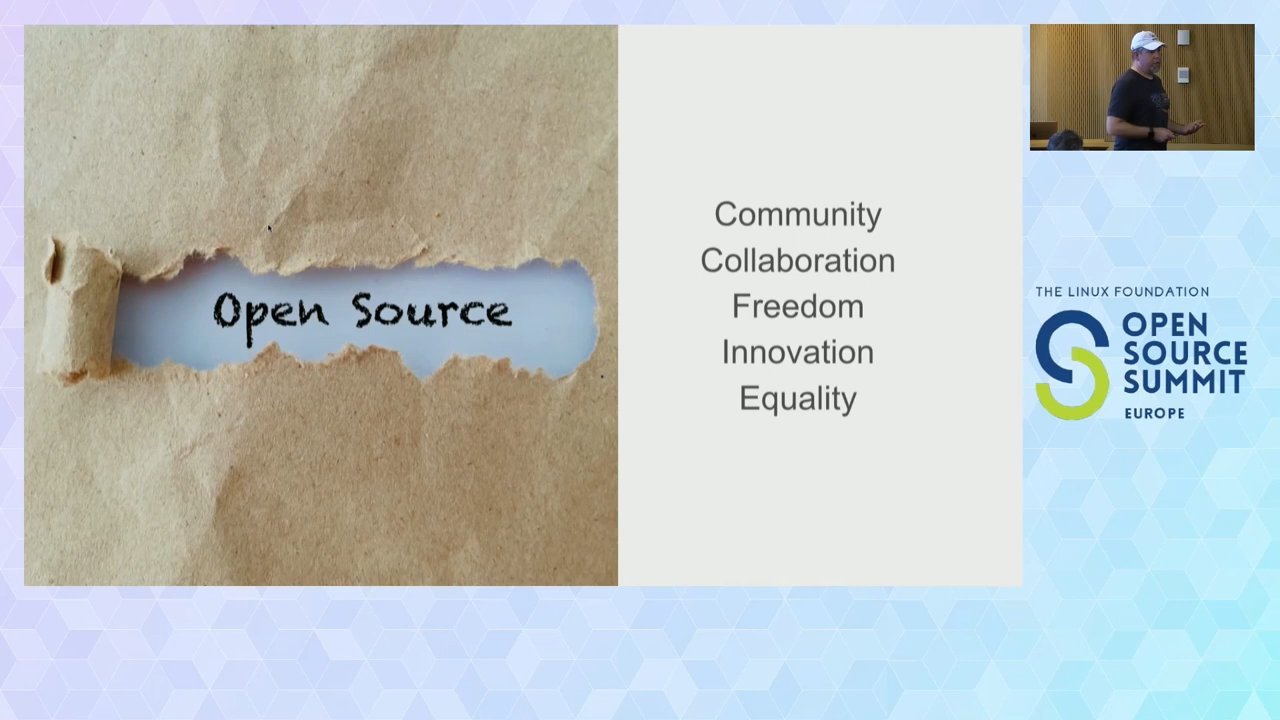 Open Source
Community
Collaboration
Freedom
Innovation
Equality
THE LINUX FOUNDATION
OPEN
SOURCE
SUMMIT
EUROPE